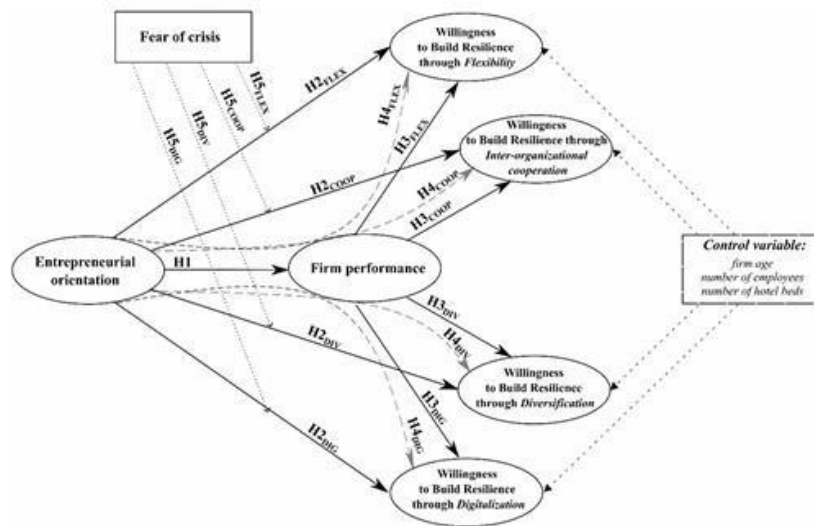 Fear of crisis
Willingness
to Build Resilience
through Flexibility
H5FLEX
H5COOP
H5DIV
H5DIG
H2FLEX
H4FLEX
H3FLEX
Willingness
to Build Resilience through
Inter-organizational
cooperation
H2COOP
H4COOP
H3COOP
Entrepreneurial
orientation
H1
Firm performance
Control variable:
firm age
number of employees
number of hotel beds
H3DIV
H4DIV
H2DIV
Willingness
to Build Resilience
through Diversification
H3DIG
H4DIG
H2DIG
Willingness
to Build Resilience
through Digitalization